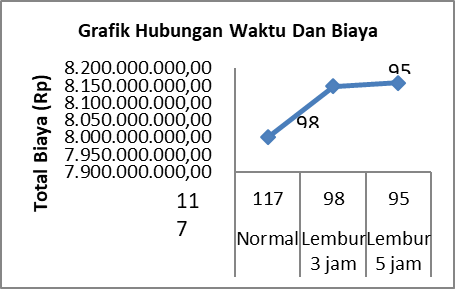 Grafik Hubungan Waktu Dan Biaya
Total Biaya (Rp)
8.200.000.000,00
8.150.000.000,00
8.100.000.000,00
8.050.000.000,00
8.000.000.000,00
7.950.000.000,00
7.900.000.000,00
95
98
11
7
117 98 95
Normal Lembur Lembur
3 jam 5 jam